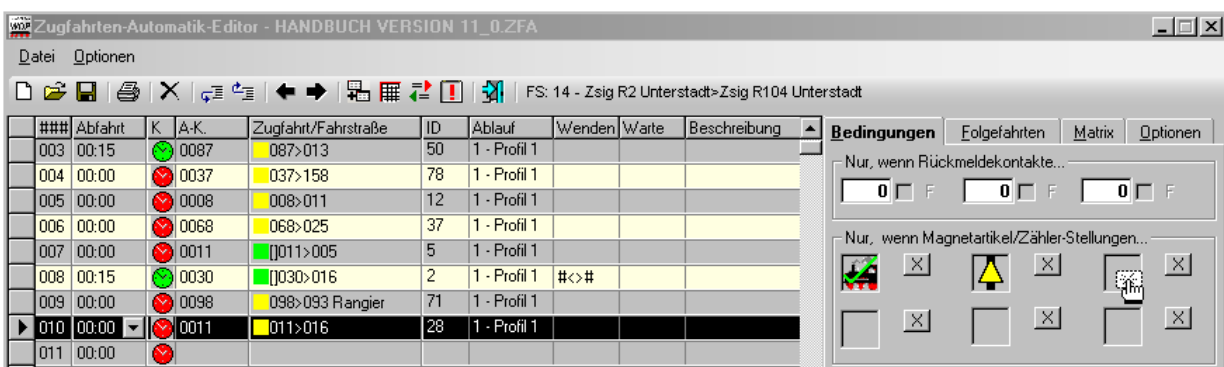 Zugfahrten-Automatik-Editor - HANDBUCH VERSION 11_0.ZFA
Datei Optionen
FS: 14 - Zsig R2 Unterstadt>Zsig R104 Unterstadt
### Abfahrt K A-K. Zugfahrt/Fahrstraße ID Ablauf Wenden Warte Beschreibung
003 00:15 0087 087>013 50 1 - Profil 1
004 00:00 0037 037>158 78 1 - Profil 1
005 00:00 0008 008>011 12 1 - Profil 1
006 00:00 0068 068>025 37 1 - Profil 1
007 00:00 0011 []011>005 5 1 - Profil 1
008 00:15 0030 []030>016 2 1 - Profil 1 #<>#
009 00:00 0098 098>093 Rangier 71 1 - Profil 1
010 00:00 0011 011>016 28 1 - Profil 1
011 00:00
Bedingungen Folgefahrten Matrix Optionen
Nur, wenn Rückmeldekontakte...
0 F 0 F 0 F
Nur, wenn Magnetartikel/Zähler-Stellungen...
X X X
X X X